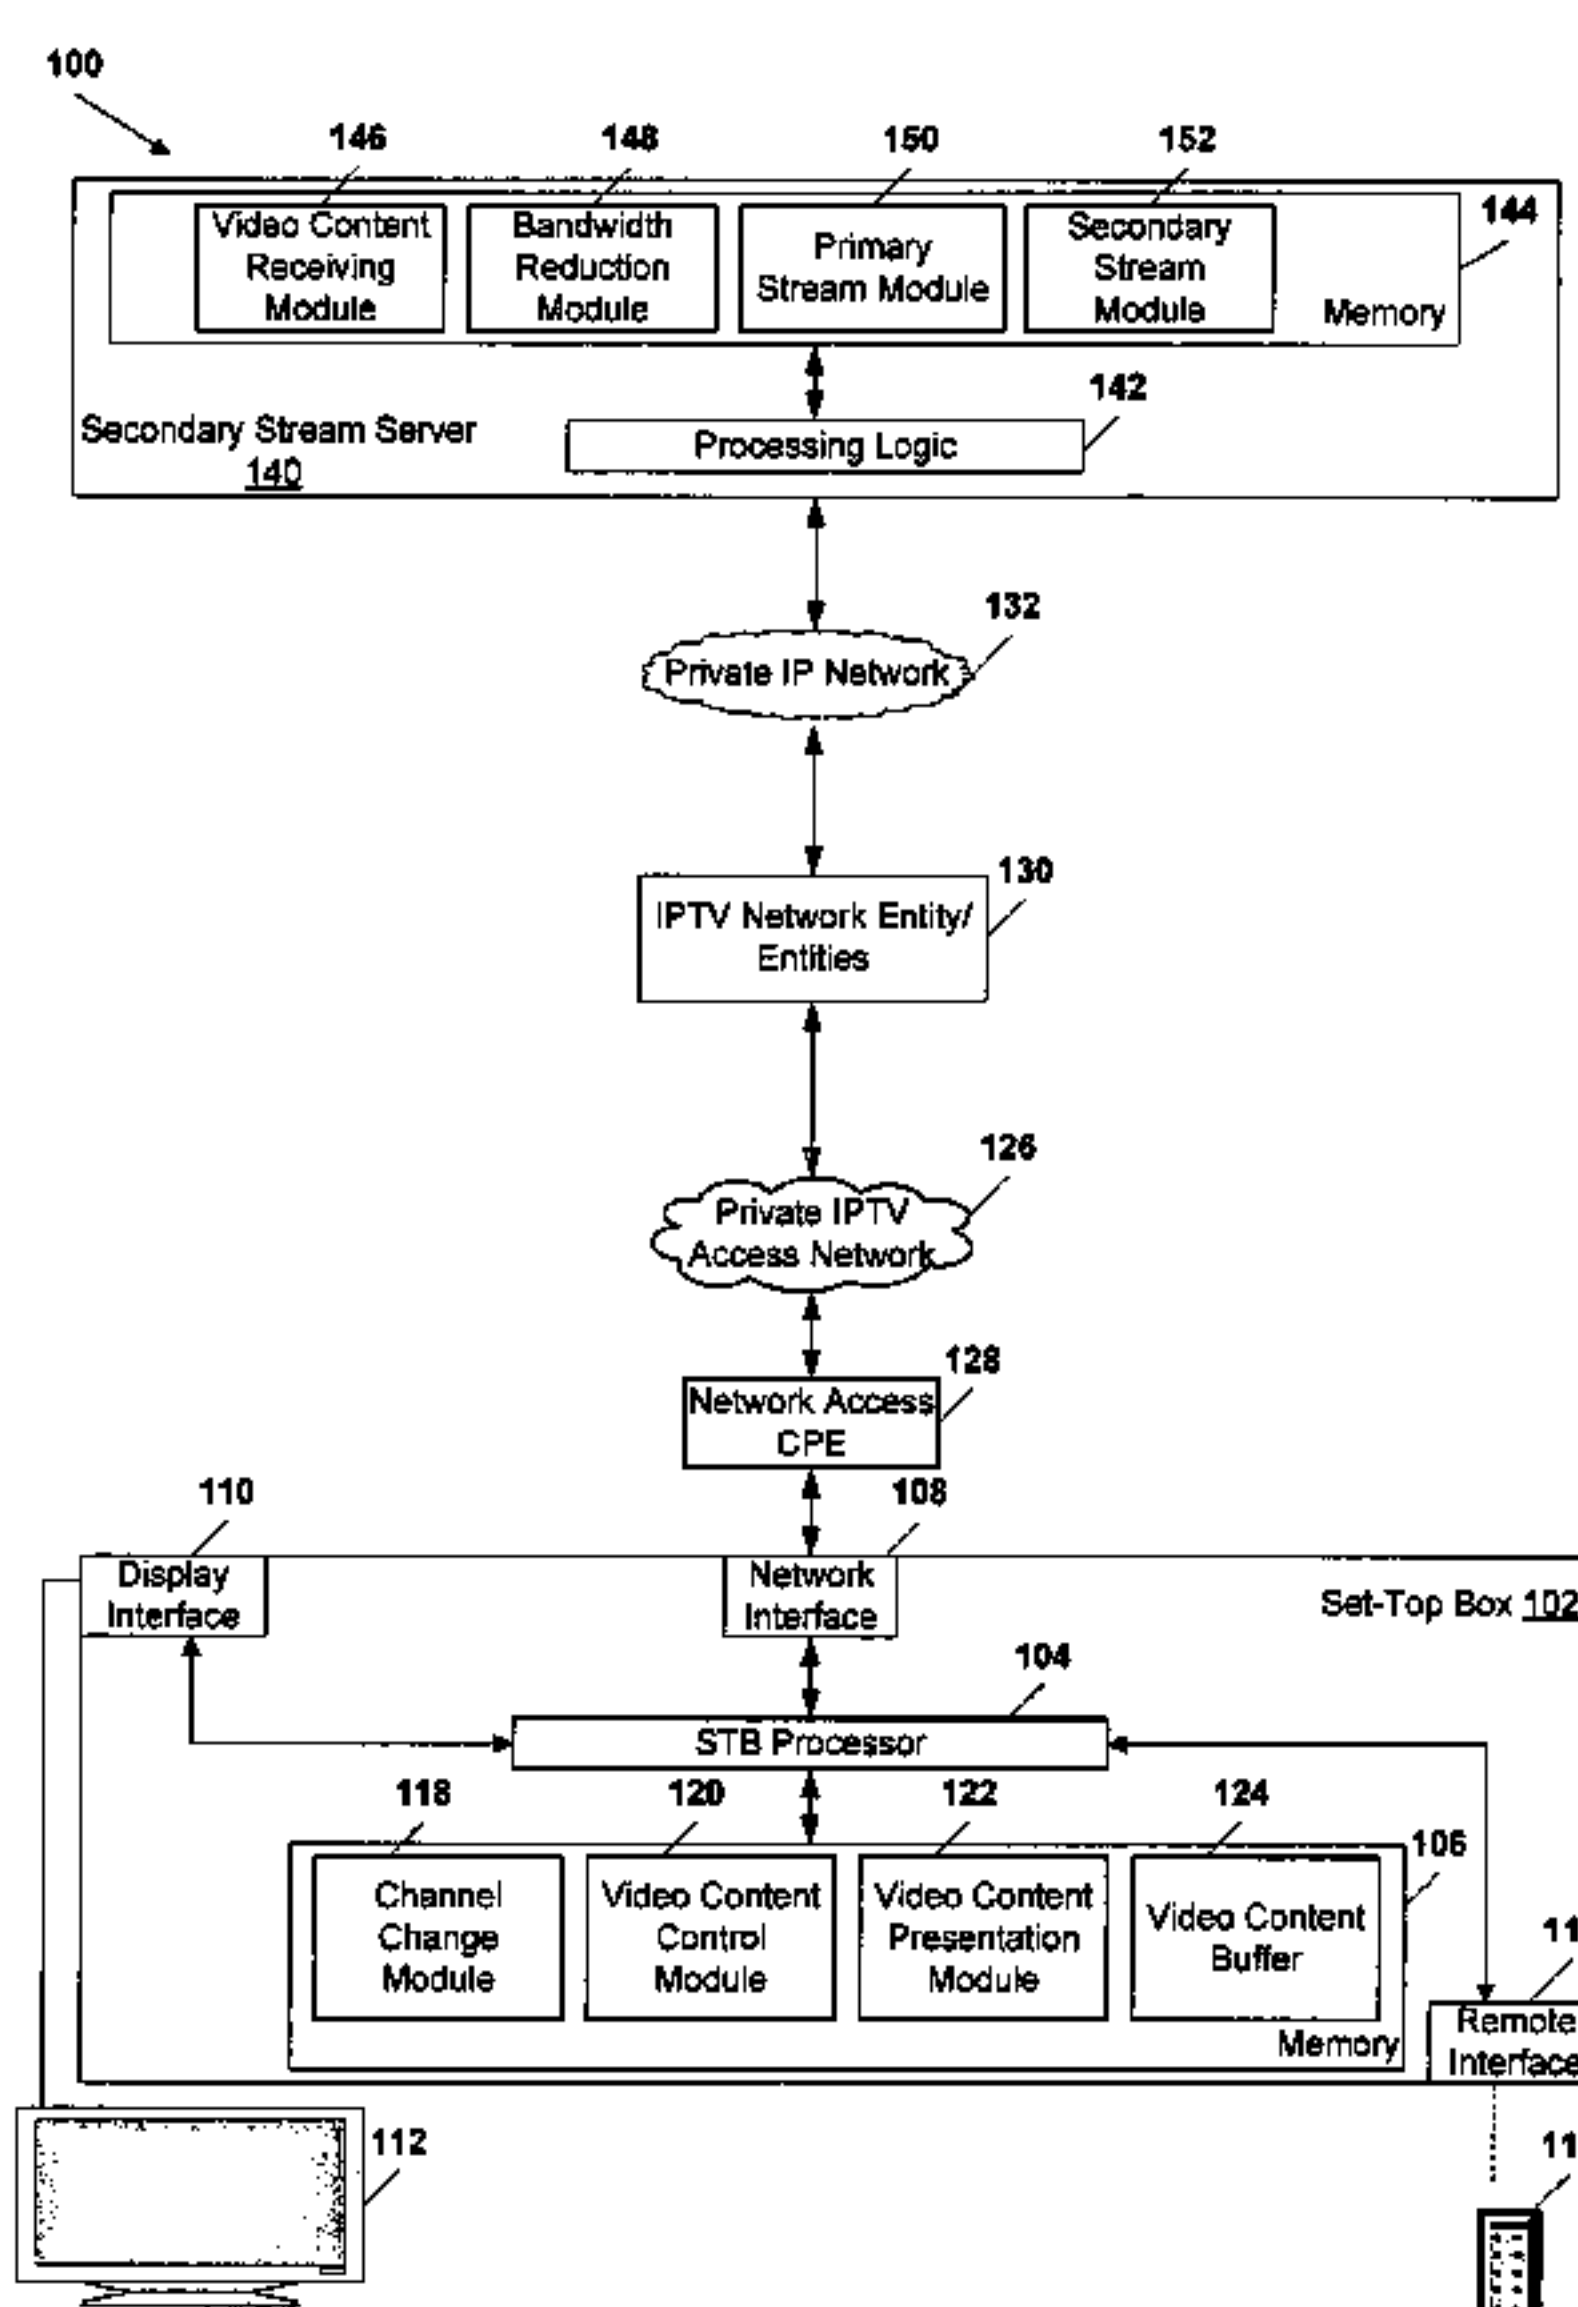 100
146
148
150
152
Video Content
Receiving
Module
Bandwidth
Reduction
Module
Primary
Stream Module
Secondary
Stream
Module
144
Memory
142
Secondary Stream Server
140
Processing Logic
132
Private IP Network
130
IPTV Network Entity/
Entities
126
Private IPTV
Access Network
128
Network Access
CPE
110
108
Display
Interface
Network
Interface
Set-Top Box 102
104
STB Processor
118
120
122
124
106
Channel
Change
Module
Video Content
Control
Module
Video Content
Presentation
Module
Video Content
Buffer
Memory
11
Remote
Interface
112
11